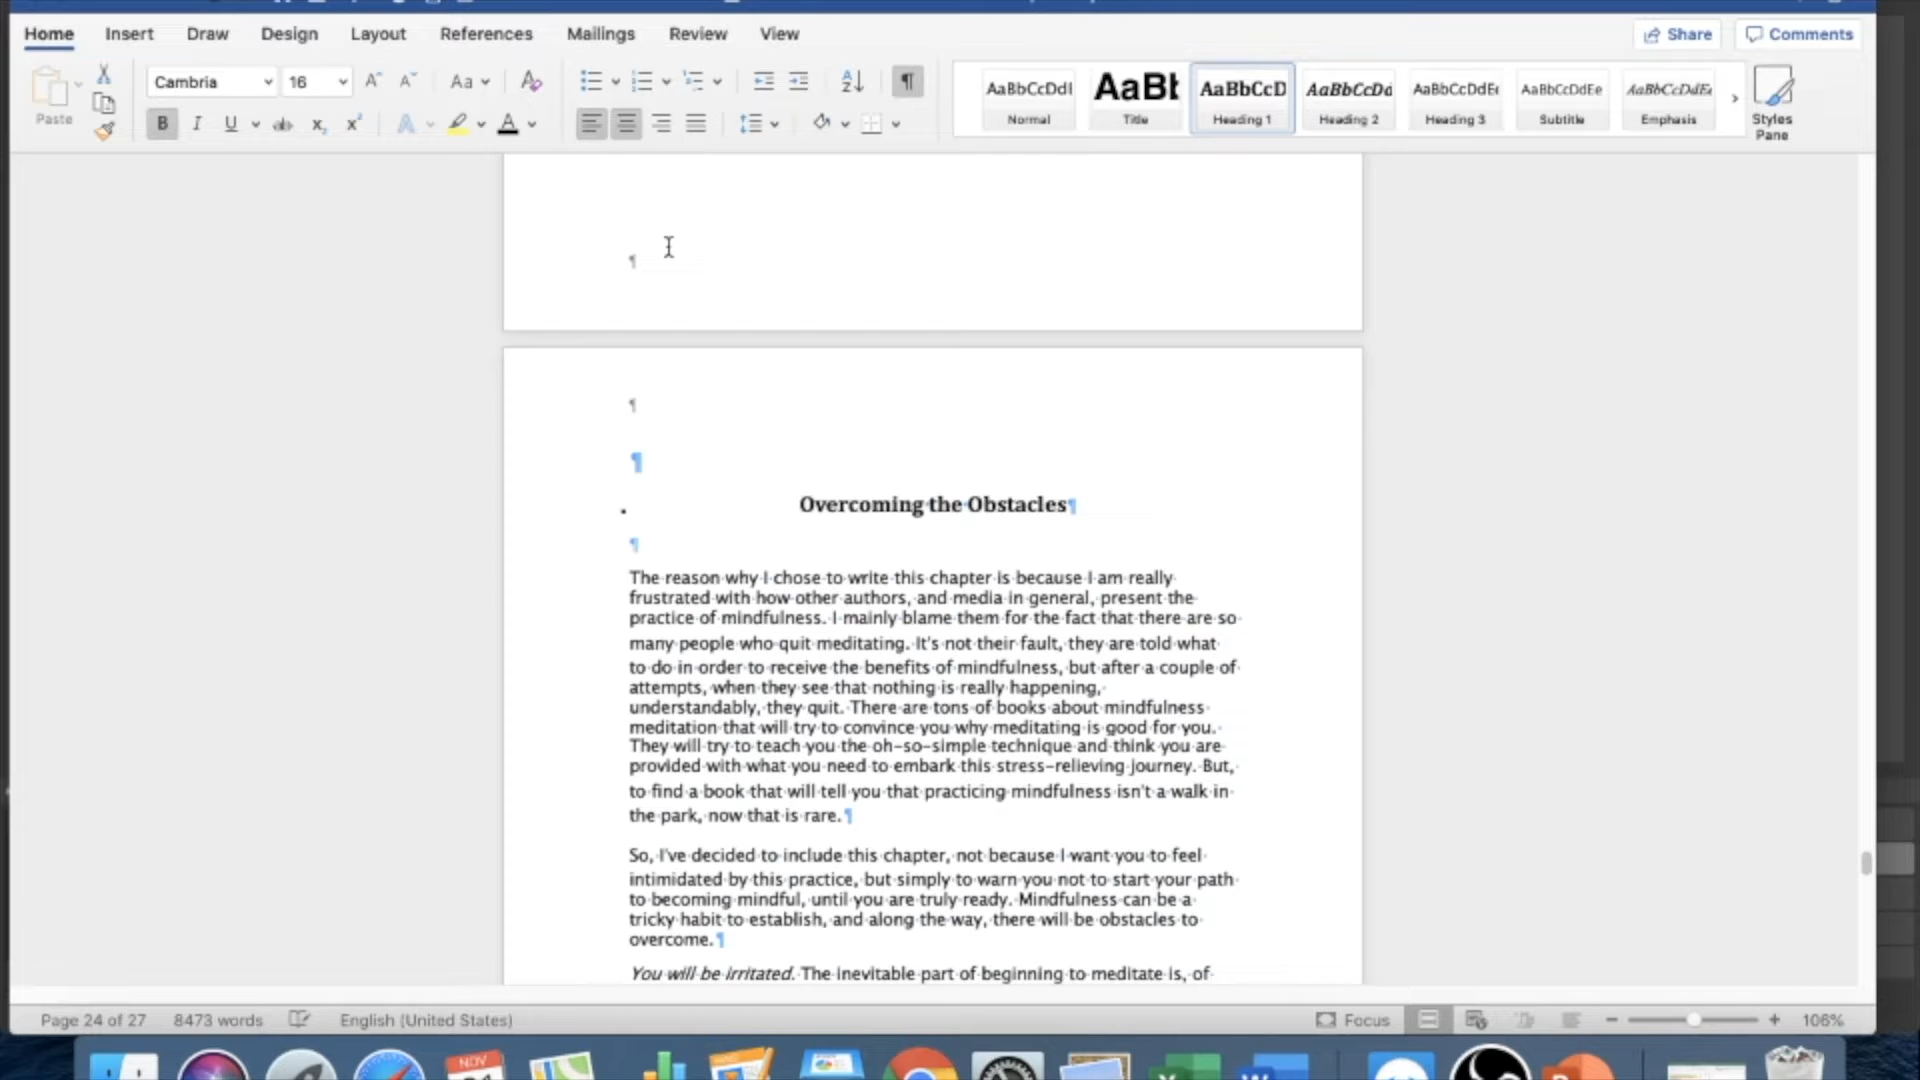 Home Insert Draw Design Layout References Mailings Review View Share Comments
Cambria 16
Paste
AaBbCcDdI AaBb AaBbCcD AaBbCcDd AaBbCcDdEe AaBbCcDdEe AaBbCcDdEe
Normal Title Heading 1 Heading 2 Heading 3 Subtitle Emphasis Styles
Pane
Overcoming the Obstacles
The reason why I chose to write this chapter is because I am really
frustrated with how other authors, and media in general, present the
practice of mindfulness. I mainly blame them for the fact that there are so
many people who quit meditating. It's not their fault, they are told what
to do in order to receive the benefits of mindfulness, but after a couple of
attempts, when they see that nothing is really happening,
understandably, they quit. There are tons of books about mindfulness
meditation that will try to convince you why meditating is good for you.
They will try to teach you the oh-so-simple technique and think you are
provided with what you need to embark this stress-relieving journey. But,
to find a book that will tell you that practicing mindfulness isn't a walk in
the park, now that is rare.
So, I've decided to include this chapter, not because I want you to feel
intimidated by this practice, but simply to warn you not to start your path
to becoming mindful, until you are truly ready. Mindfulness can be a
tricky habit to establish, and along the way, there will be obstacles to
overcome.
You will be irritated. The inevitable part of beginning to meditate is, of
Page 24 of 27 8473 words English (United States) Focus 106%
NOV